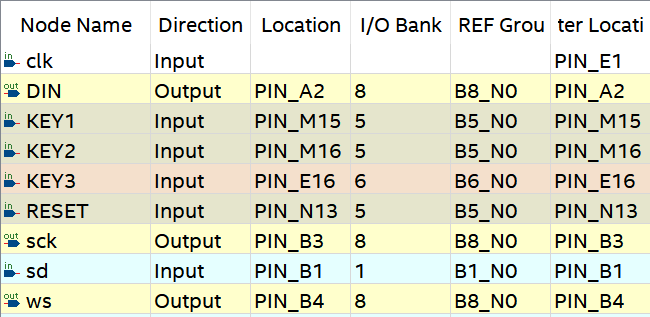 Node Name Direction Location I/O Bank REF Grou ter Locati
in clk Input PIN_E1
out DIN Output PIN_A2 8 B8_N0 PIN_A2
in KEY1 Input PIN_M15 5 B5_N0 PIN_M15
in KEY2 Input PIN_M16 5 B5_N0 PIN_M16
in KEY3 Input PIN_E16 6 B6_N0 PIN_E16
in RESET Input PIN_N13 5 B5_N0 PIN_N13
out sck Output PIN_B3 8 B8_N0 PIN_B3
in sd Input PIN_B1 1 B1_N0 PIN_B1
out ws Output PIN_B4 8 B8_N0 PIN_B4